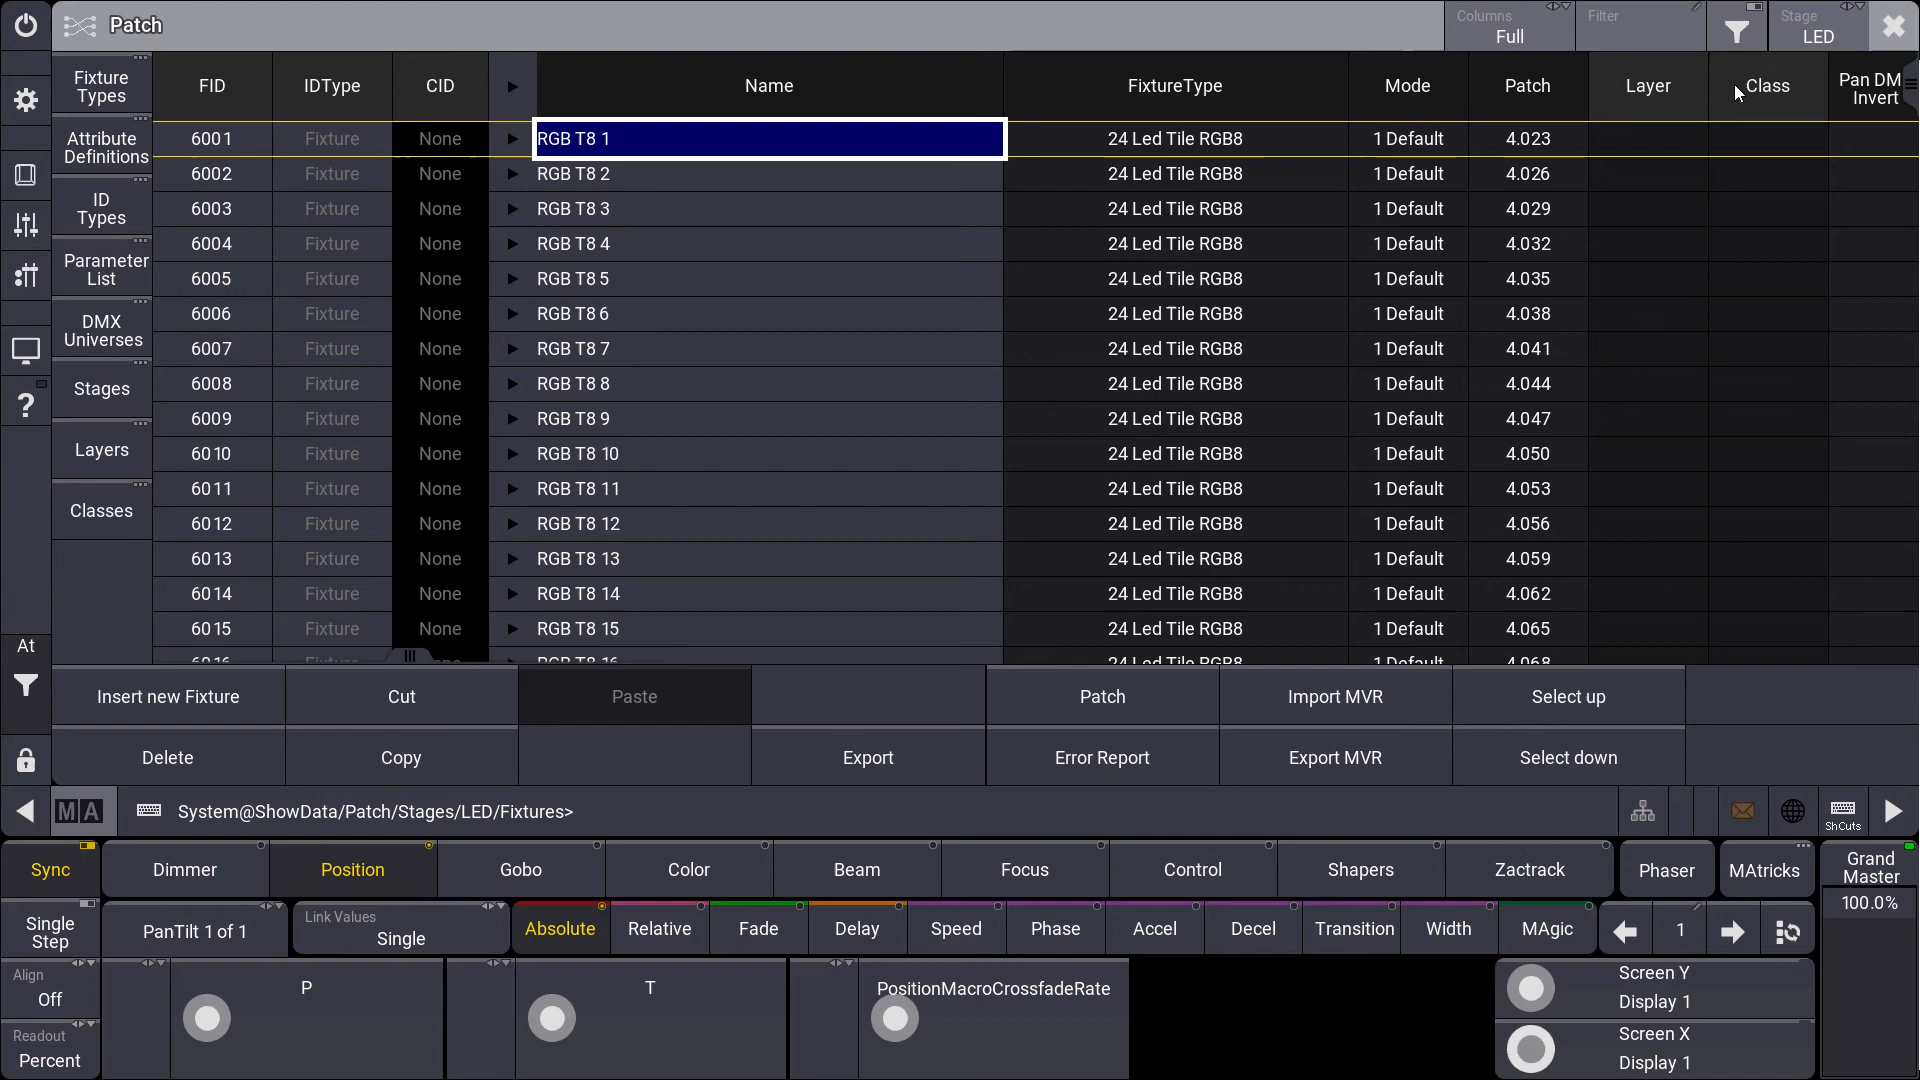 Patch
Columns
Full
Filter
Stage
LED
Fixture
Types
Attribute
Definitions
ID
Types
Parameter
List
DMX
Universes
Stages
Layers
Classes
FID IDType CID Name FixtureType Mode Patch Layer Class Pan DM
Invert
6001 Fixture None RGB T8 1 24 Led Tile RGB8 1 Default 4.023
6002 Fixture None RGB T8 2 24 Led Tile RGB8 1 Default 4.026
6003 Fixture None RGB T8 3 24 Led Tile RGB8 1 Default 4.029
6004 Fixture None RGB T8 4 24 Led Tile RGB8 1 Default 4.032
6005 Fixture None RGB T8 5 24 Led Tile RGB8 1 Default 4.035
6006 Fixture None RGB T8 6 24 Led Tile RGB8 1 Default 4.038
6007 Fixture None RGB T8 7 24 Led Tile RGB8 1 Default 4.041
6008 Fixture None RGB T8 8 24 Led Tile RGB8 1 Default 4.044
6009 Fixture None RGB T8 9 24 Led Tile RGB8 1 Default 4.047
6010 Fixture None RGB T8 10 24 Led Tile RGB8 1 Default 4.050
6011 Fixture None RGB T8 11 24 Led Tile RGB8 1 Default 4.053
6012 Fixture None RGB T8 12 24 Led Tile RGB8 1 Default 4.056
6013 Fixture None RGB T8 13 24 Led Tile RGB8 1 Default 4.059
6014 Fixture None RGB T8 14 24 Led Tile RGB8 1 Default 4.062
6015 Fixture None RGB T8 15 24 Led Tile RGB8 1 Default 4.065
6016 Fixture None RGB T8 16 24 Led Tile RGB8 1 Default 4.068
At
Insert new Fixture Cut Paste Patch Import MVR Select up
Delete Copy Export Error Report Export MVR Select down
MA System@ShowData/Patch/Stages/LED/Fixtures>
ShCuts
Sync Dimmer Position Gobo Color Beam Focus Control Shapers Zactrack Phaser MAtricks
Grand
Master
100.0%
Single
Step
PanTilt 1 of 1
Link Values
Single
Absolute Relative Fade Delay Speed Phase Accel Decel Transition Width MAgic 1
Align
Off
Readout
Percent
P T PositionMacroCrossfadeRate
Screen Y
Display 1
Screen X
Display 1